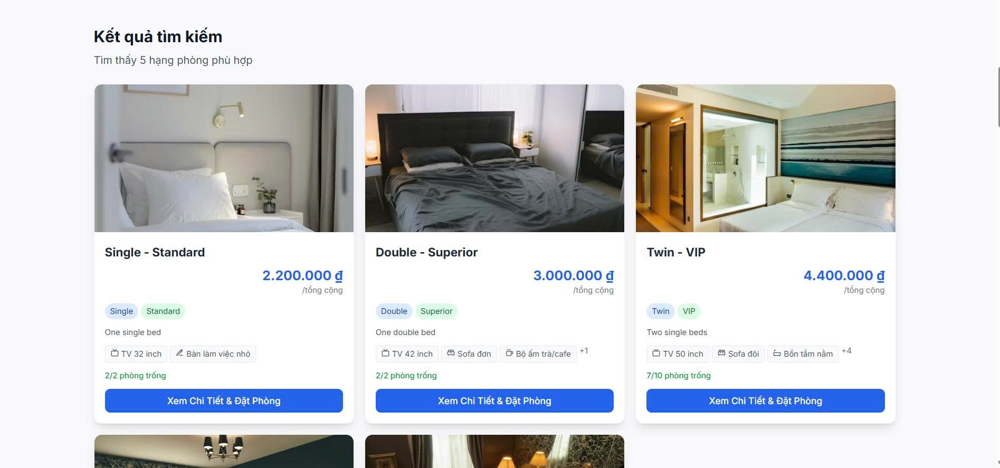 Kết quả tìm kiếm
Tìm thấy 5 hạng phòng phù hợp
Single - Standard
2.200.000 ₫
/tổng cộng
Single Standard
One single bed
TV 32 inch Bàn làm việc nhỏ
2/2 phòng trống
Xem Chi Tiết & Đặt Phòng
Double - Superior
3.000.000 ₫
/tổng cộng
Double Superior
One double bed
TV 42 inch Sofa đơn Bộ ấm trà/cafe +1
2/2 phòng trống
Xem Chi Tiết & Đặt Phòng
Twin - VIP
4.400.000 ₫
/tổng cộng
Twin VIP
Two single beds
TV 50 inch Sofa đôi Bồn tắm nằm +4
7/10 phòng trống
Xem Chi Tiết & Đặt Phòng